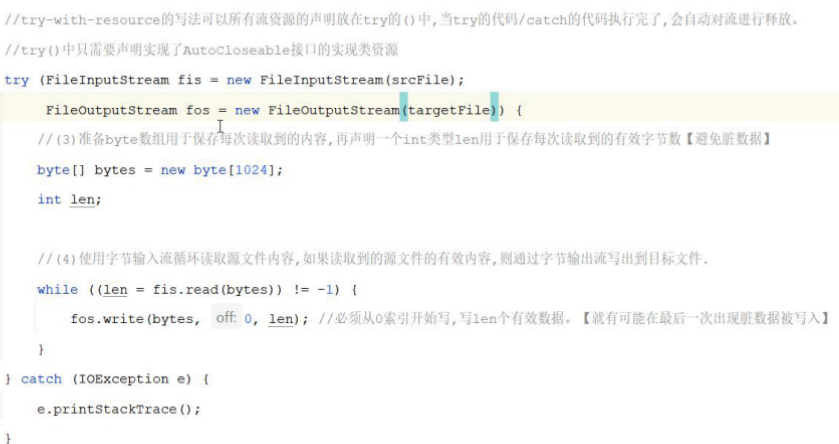 //try-with-resource的写法可以所有流资源的声明放在try的()中,当try的代码/catch的代码执行完了,会自动对流进行释放。
//try()中只需要声明实现了AutoCloseable接口的实现类资源
try (FileInputStream fis = new FileInputStream(srcFile);
FileOutputStream fos = new FileOutputStream(targetFile)) {
//(3)准备byte数组用于保存每次读取到的内容,再声明一个int类型len用于保存每次读取到的有效字节数【避免脏数据】
byte[] bytes = new byte[1024];
int len;
//(4)使用字节输入流循环读取源文件内容,如果读取到的源文件的有效内容,则通过字节输出流写出到目标文件.
while ((len = fis.read(bytes)) != -1) {
fos.write(bytes, off: 0, len); //必须从0索引开始写,写len个有效数据。【就有可能在最后一次出现脏数据被写入】
}
} catch (IOException e) {
e.printStackTrace();
}